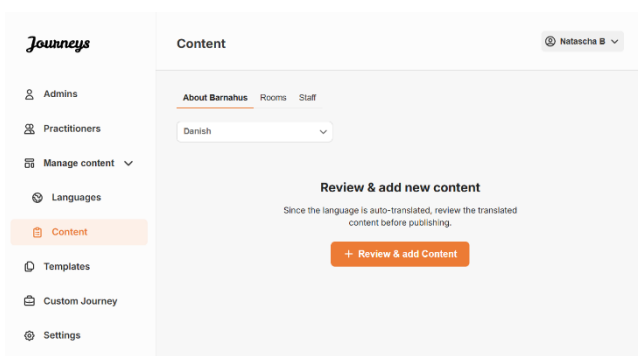 Journeys
Content
Natascha B
Admins
Practitioners
Manage content
Languages
Content
Templates
Custom Journey
Settings
About Barnahus Rooms Staff
Danish
Review & add new content
Since the language is auto-translated, review the translated
content before publishing.
+ Review & add Content